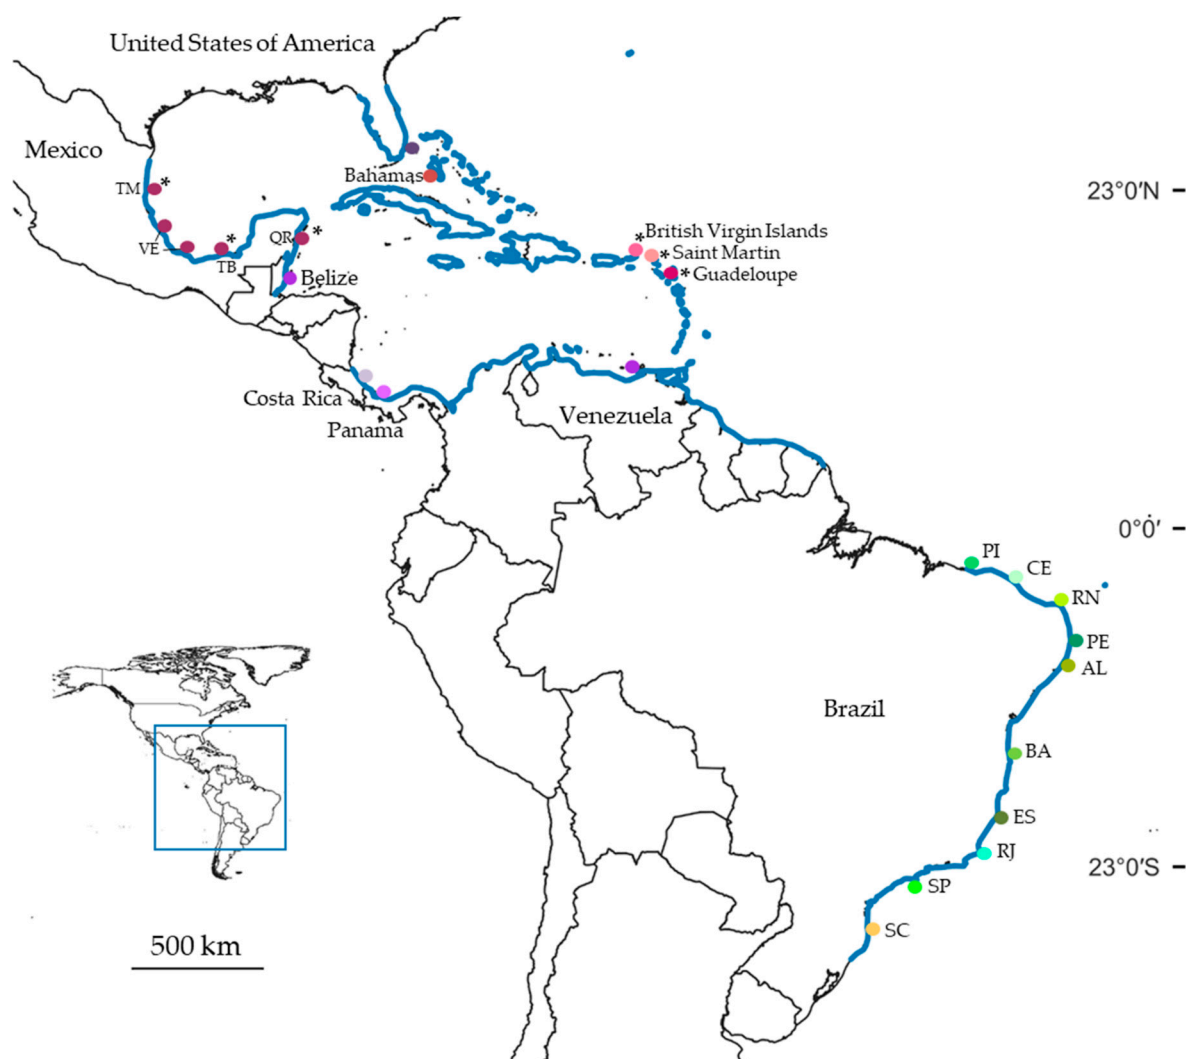 United States of America
Mexico
Bahamas
23°0′N
TM *
* British Virgin Islands
VE
*
TB
QR *
* Saint Martin
* Guadeloupe
Belize
Costa Rica
Panama
Venezuela
0°0′
PI
CE
RN
PE
AL
Brazil
BA
ES
RJ
23°0′S
SP
SC
500 km